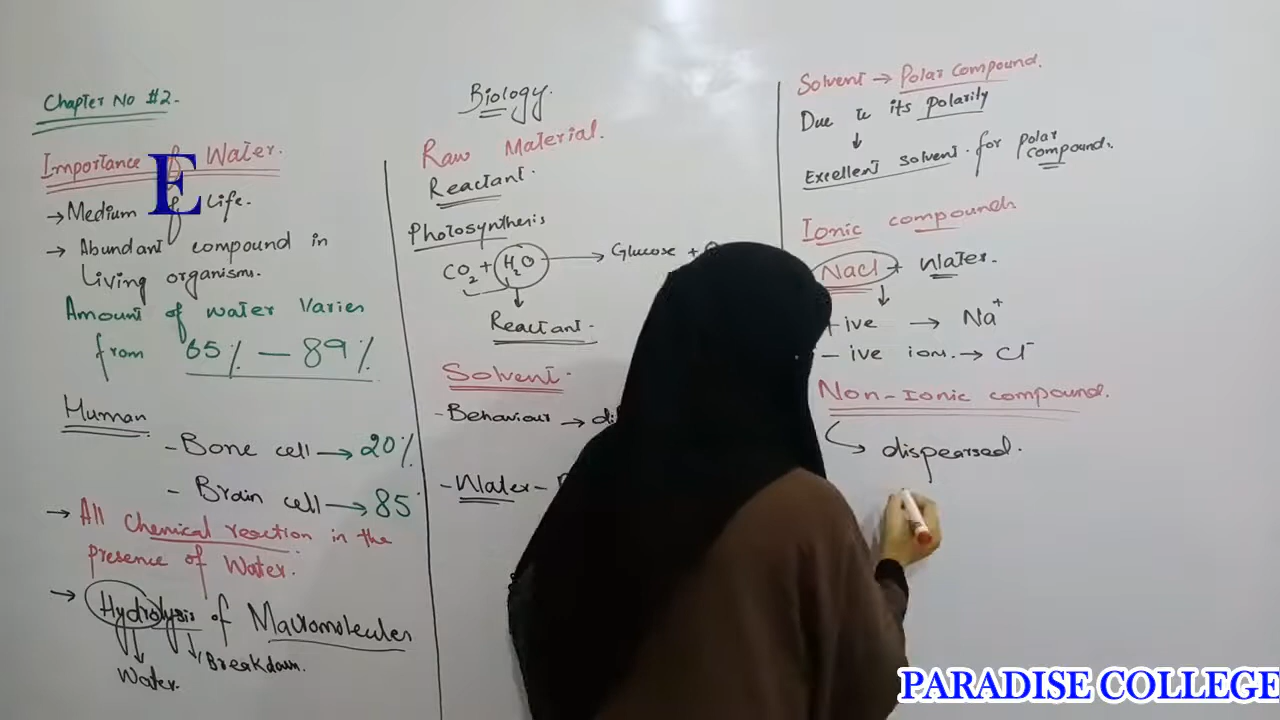 Chapter No #2.
Importance of Water.
E
→ Medium of Life.
→ Abundant compound in
Living organism.
Amount of water varies
from 65% — 89%
Human
- Bone cell → 20%
- Brain cell → 85
→ All Chemical reaction in the
presence of Water.
→ Hydrolysis of Macromolecules
Water. Breakdown.
Biology.
Raw Material.
Reactant.
Photosynthesis
CO2 + H2O → Glucose +
Reactant.
Solvent.
- Behaviour →
- Water -
Solvent → Polar compound.
Due to its polarity
Excellent solvent. for polar
compound.
Ionic compound.
Nacl + Water.
+ ive → Na+
- ive ion. → Cl-
Non-Ionic compound.
dispearsed.
PARADISE COLLEGE